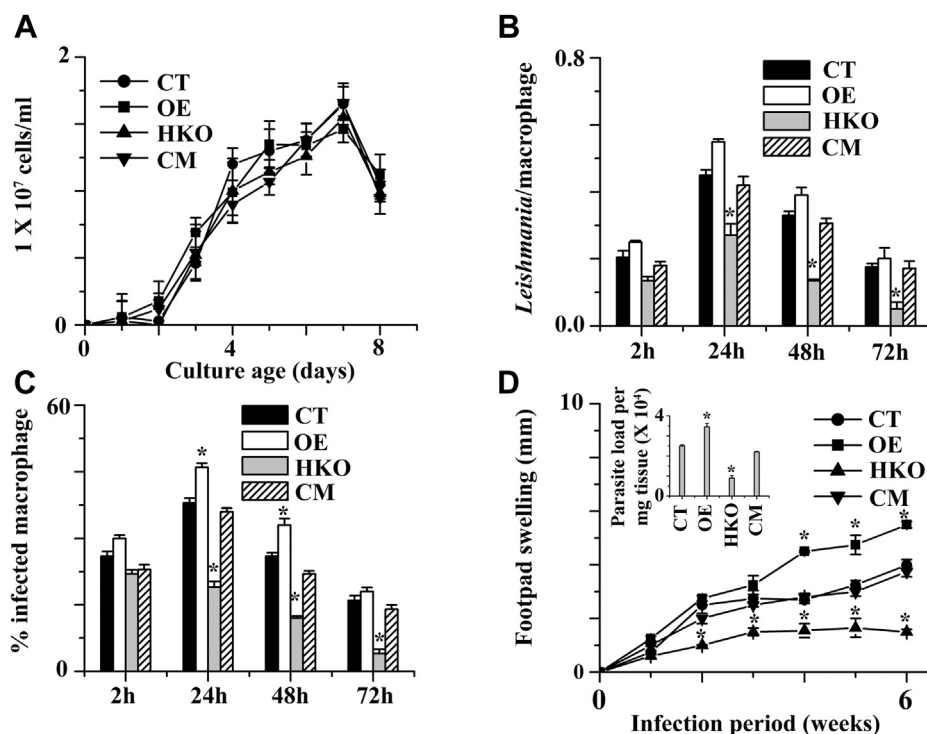 A
2
CT
OE
HKO
CM
1 X 10⁷ cells/ml
0
0 4 8
Culture age (days)
B
0.8
CT
OE
HKO
CM
Leishmania/macrophage
*
*
*
0.0
2h 24h 48h 72h
C
60
CT
OE
HKO
CM
% infected macrophage
*
*
*
*
*
0
2h 24h 48h 72h
D
10
Footpad swelling (mm)
Parasite load per
mg tissue (X 10⁴)
4
0
*
*
CT OE HKO CM
CT
OE
HKO
CM
* * *
* * * * *
0
0 6
Infection period (weeks)